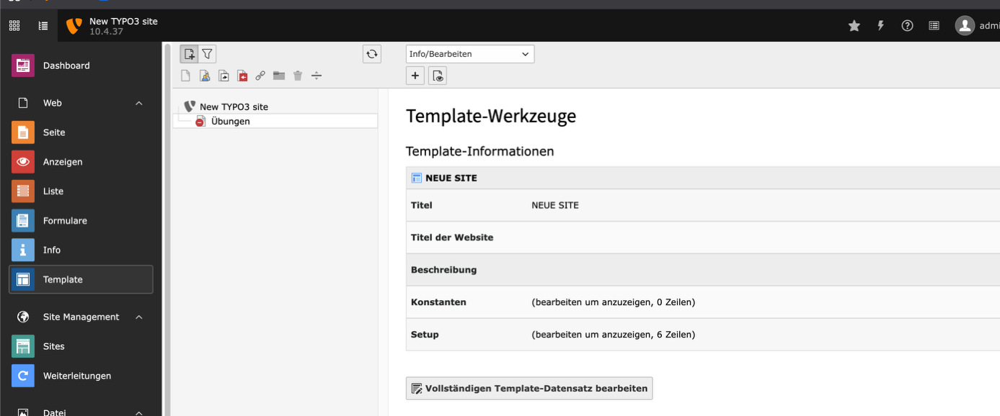 New TYPO3 site
10.4.37
admi
Dashboard
Web
Seite
Anzeigen
Liste
Formulare
Info
Template
Site Management
Sites
Weiterleitungen
Datei
New TYPO3 site
Übungen
Info/Bearbeiten
Template-Werkzeuge
Template-Informationen
NEUE SITE
Titel NEUE SITE
Titel der Website
Beschreibung
Konstanten (bearbeiten um anzuzeigen, 0 Zeilen)
Setup (bearbeiten um anzuzeigen, 6 Zeilen)
Vollständigen Template-Datensatz bearbeiten